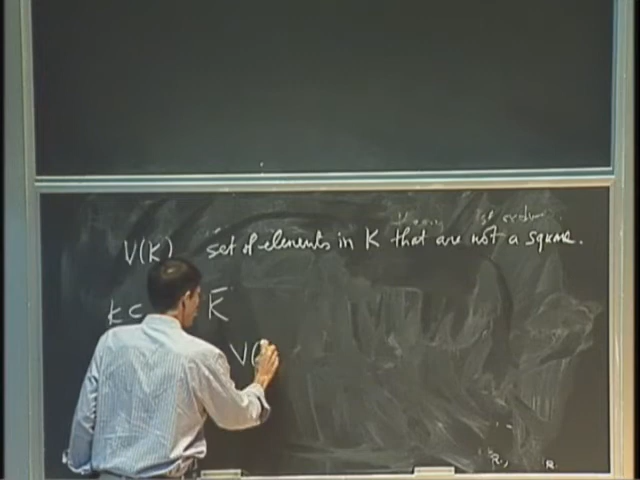 V(K) set of elements in K that are not a square.
K ⊂ K̄
V(
R, R